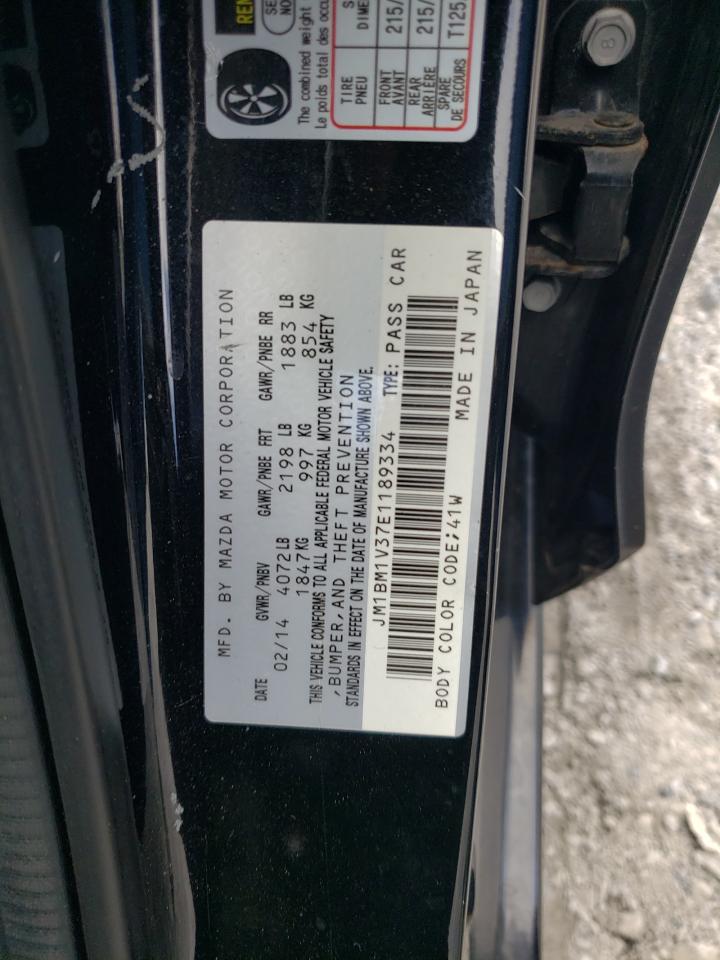 MFD. BY MAZDA MOTOR CORPORATION
DATE GVWR/PNBV GAWR/PNBE FRT GAWR/PNBE RR
02/14 4072LB 2198 LB 1883 LB
1847KG 997 KG 854 KG
THIS VEHICLE CONFORMS TO ALL APPLICABLE FEDERAL MOTOR VEHICLE SAFETY
,BUMPER,AND THEFT PREVENTION
STANDARDS IN EFFECT ON THE DATE OF MANUFACTURE SHOWN ABOVE.
JM1BM1V37E1189334 TYPE: PASS CAR
BODY COLOR CODE;41W MADE IN JAPAN
The combined weight
Le poids total des occu
TIRE
PNEU
DIME
FRONT
AVANT
215/
REAR
ARRIÈRE
215/
SPARE
DE SECOURS
T125
8